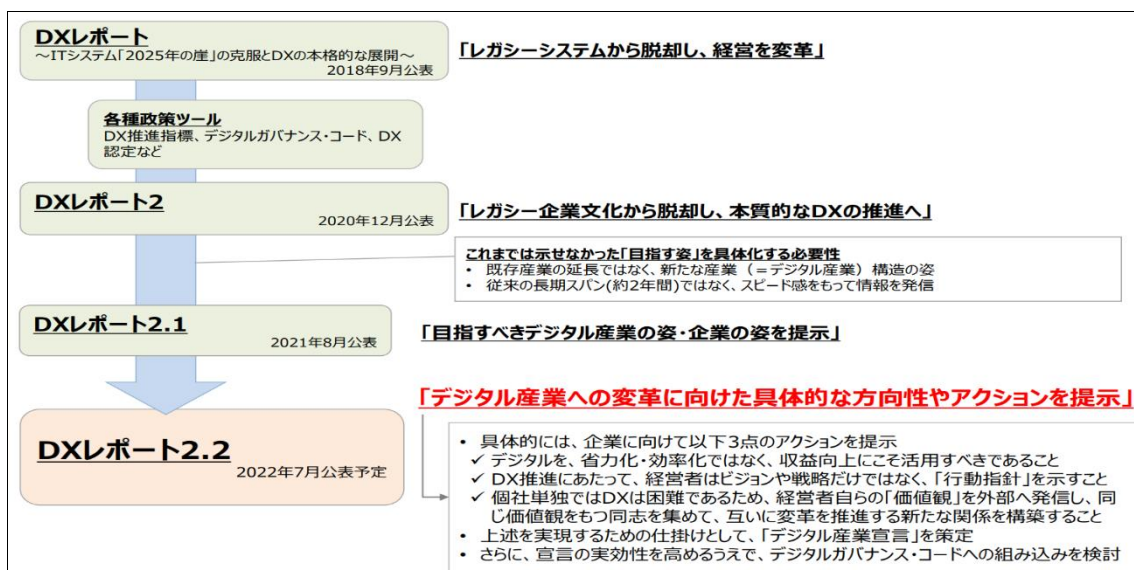 DXレポート
～ITシステム「2025年の崖」の克服とDXの本格的な展開～
2018年9月公表
「レガシーシステムから脱却し、経営を変革」
各種政策ツール
DX推進指標、デジタルガバナンス・コード、DX
認定など
DXレポート2
2020年12月公表
「レガシー企業文化から脱却し、本質的なDXの推進へ」
これまでは示せなかった「目指す姿」を具体化する必要性
• 既存産業の延長ではなく、新たな産業（＝デジタル産業）構造の姿
• 従来の長期スパン(約2年間)ではなく、スピード感をもって情報を発信
DXレポート2.1
2021年8月公表
「目指すべきデジタル産業の姿・企業の姿を提示」
「デジタル産業への変革に向けた具体的な方向性やアクションを提示」
DXレポート2.2
2022年7月公表予定
• 具体的には、企業に向けて以下3点のアクションを提示
✓ デジタルを、省力化・効率化ではなく、収益向上にこそ活用すべきであること
✓ DX推進にあたって、経営者はビジョンや戦略だけではなく、「行動指針」を示すこと
✓ 個社単独ではDXは困難であるため、経営者自らの「価値観」を外部へ発信し、同
じ価値観をもつ同志を集めて、互いに変革を推進する新たな関係を構築すること
• 上述を実現するための仕掛けとして、「デジタル産業宣言」を策定
• さらに、宣言の実効性を高めるうえで、デジタルガバナンス・コードへの組み込みを検討